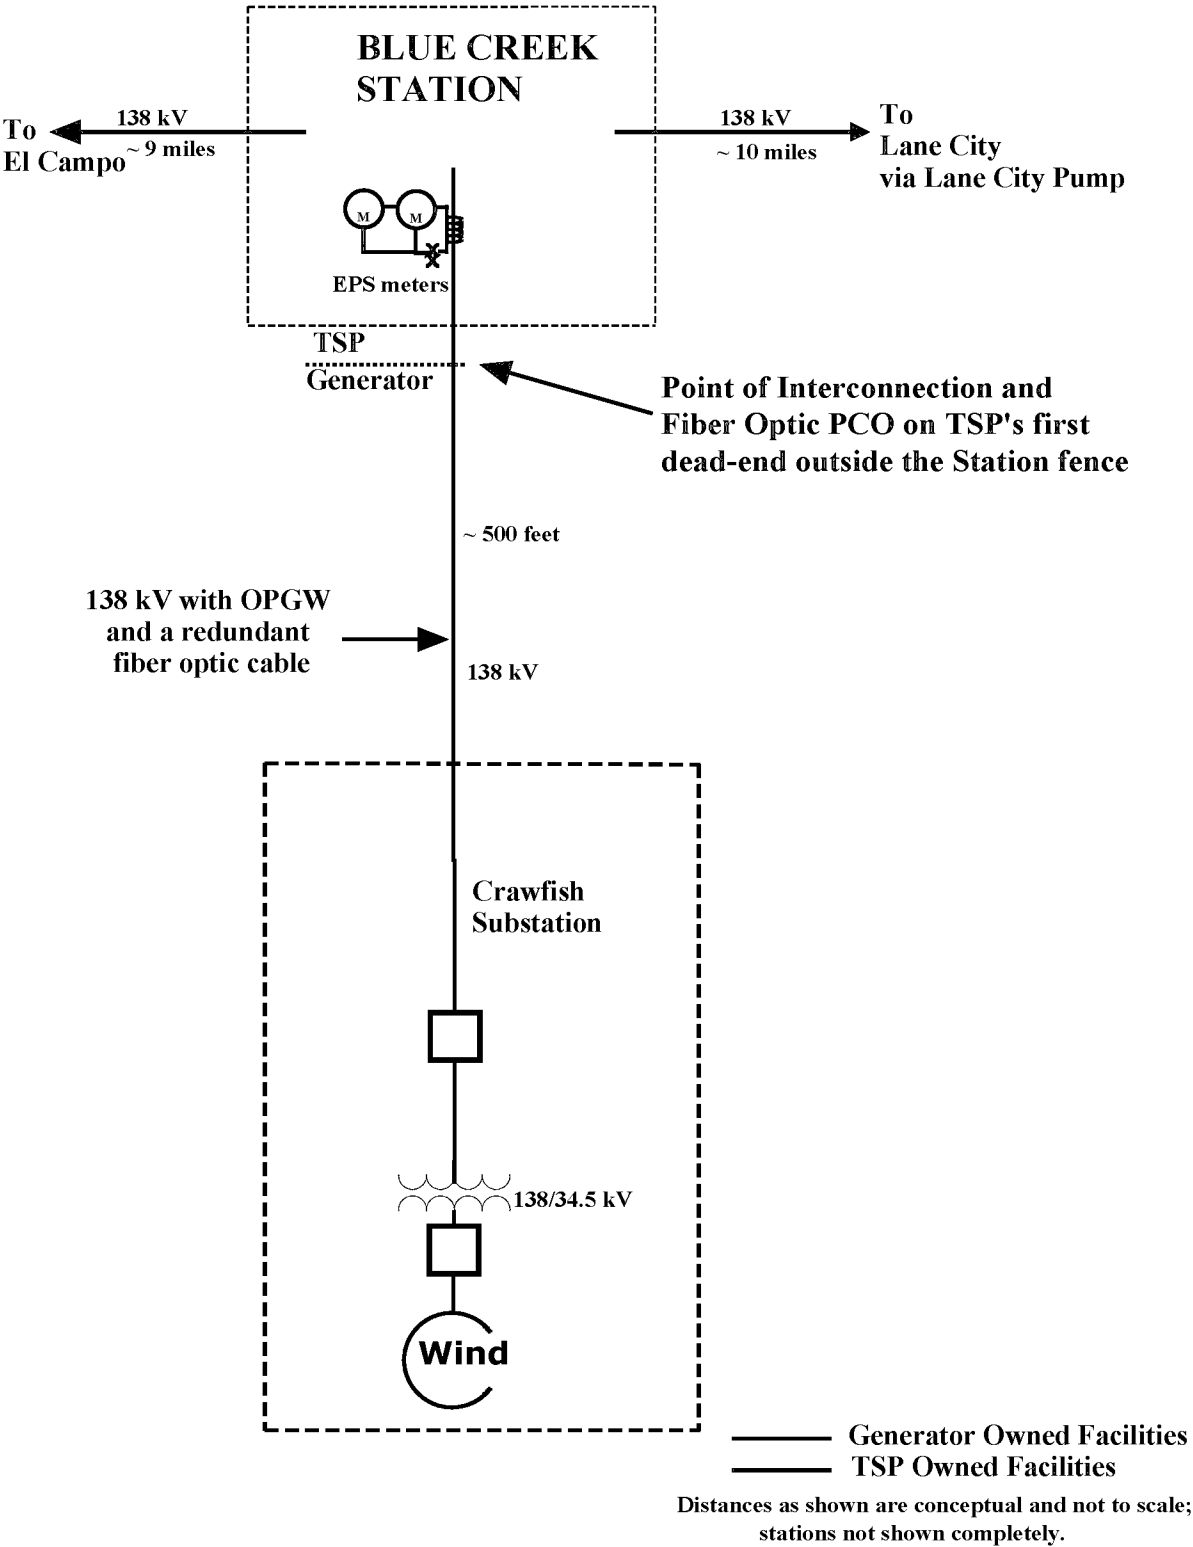 BLUE CREEK
STATION
138 kV
To
~ 9 miles
El Campo
138 kV
~ 10 miles
To
Lane City
via Lane City Pump
M
M
EPS meters
TSP
Generator
Point of Interconnection and
Fiber Optic PCO on TSP's first
dead-end outside the Station fence
~ 500 feet
138 kV with OPGW
and a redundant
fiber optic cable
138 kV
Crawfish
Substation
138/34.5 kV
Wind
Generator Owned Facilities
TSP Owned Facilities
Distances as shown are conceptual and not to scale;
stations not shown completely.